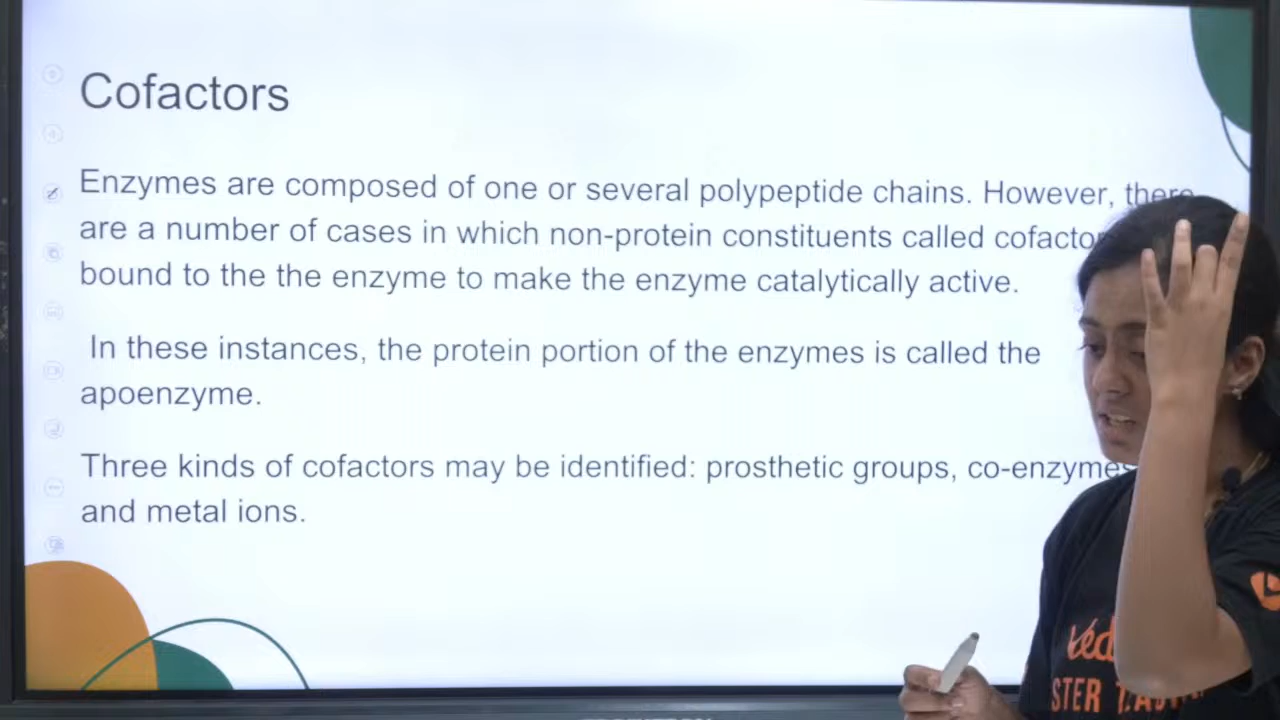 Cofactors
Enzymes are composed of one or several polypeptide chains. However, there
are a number of cases in which non-protein constituents called
bound to the the enzyme to make the enzyme catalytically active.
In these instances, the protein portion of the enzymes is called the
apoenzyme.
Three kinds of cofactors may be identified: prosthetic groups, co-enzymes
and metal ions.